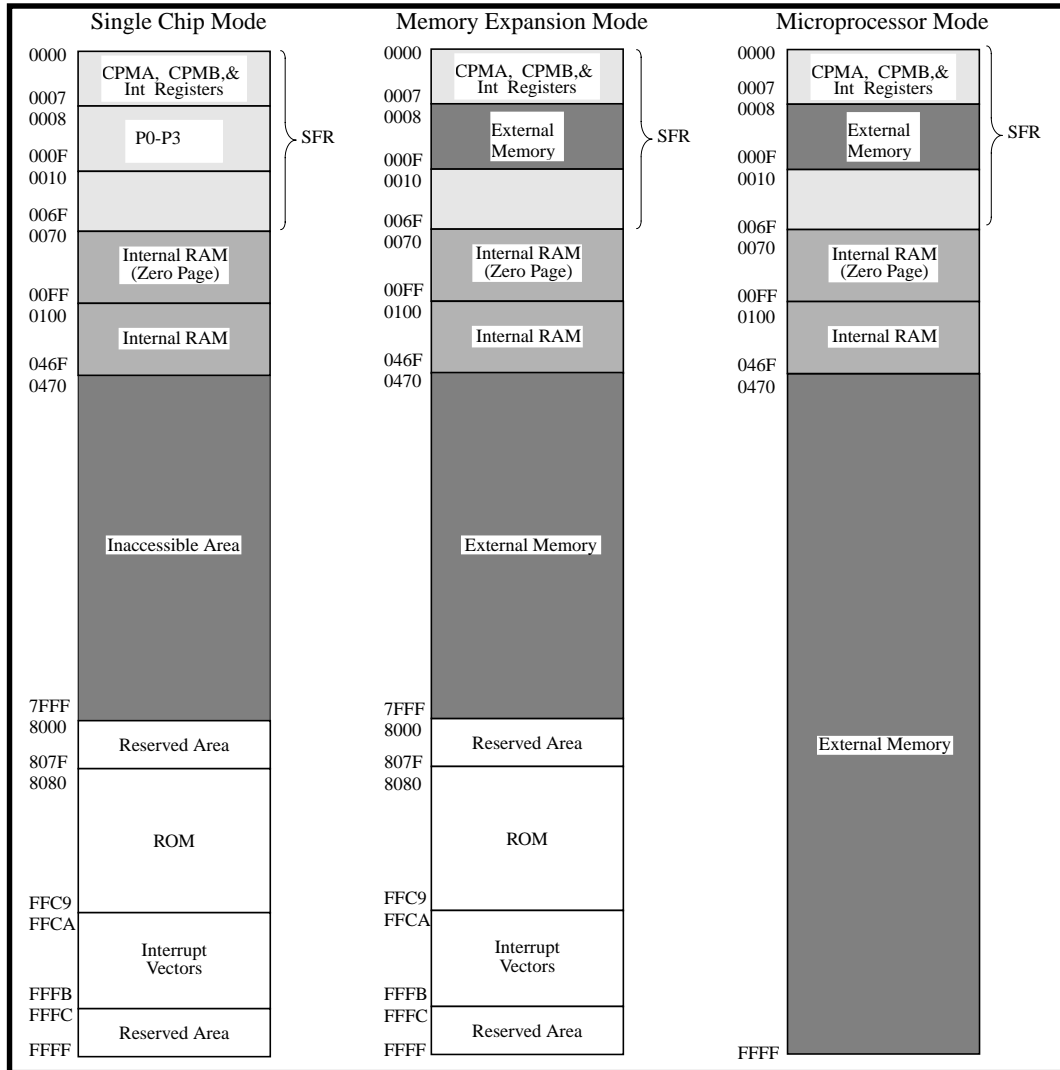 Single Chip Mode
0000
CPMA, CPMB,&
Int Registers
0007
0008
P0-P3
000F
0010
SFR
006F
0070
Internal RAM
(Zero Page)
00FF
0100
Internal RAM
046F
0470
Inaccessible Area
7FFF
8000
Reserved Area
807F
8080
ROM
FFC9
FFCA
Interrupt
Vectors
FFFB
FFFC
Reserved Area
FFFF
Memory Expansion Mode
0000
CPMA, CPMB,&
Int Registers
0007
0008
External
Memory
000F
0010
SFR
006F
0070
Internal RAM
(Zero Page)
00FF
0100
Internal RAM
046F
0470
External Memory
7FFF
8000
Reserved Area
807F
8080
ROM
FFC9
FFCA
Interrupt
Vectors
FFFB
FFFC
Reserved Area
FFFF
Microprocessor Mode
0000
CPMA, CPMB,&
Int Registers
0007
0008
External
Memory
000F
0010
SFR
006F
0070
Internal RAM
(Zero Page)
00FF
0100
Internal RAM
046F
0470
External Memory
FFFF